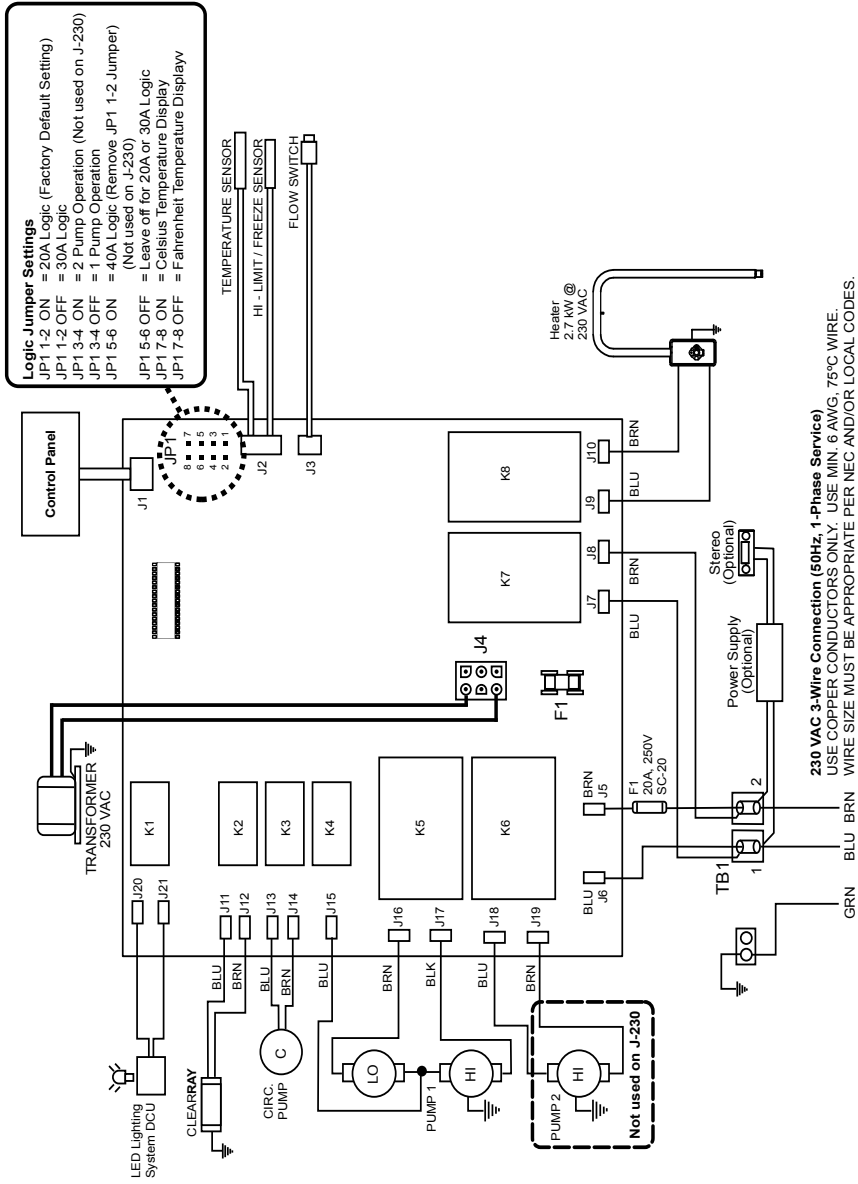 Logic Jumper Settings
JP1 1-2 ON = 20A Logic (Factory Default Setting)
JP1 1-2 OFF = 30A Logic
JP1 3-4 ON = 2 Pump Operation (Not used on J-230)
JP1 3-4 OFF = 1 Pump Operation
JP1 5-6 ON = 40A Logic (Remove JP1 1-2 Jumper)
(Not used on J-230)
JP1 5-6 OFF = Leave off for 20A or 30A Logic
JP1 7-8 ON = Celsius Temperature Display
JP1 7-8 OFF = Fahrenheit Temperature Displayv
Control Panel
J1
JP1
8 7
6 5
4 3
2 1
J2
TEMPERATURE SENSOR
HI - LIMIT / FREEZE SENSOR
J3
FLOW SWITCH
TRANSFORMER
230 VAC
J4
F1
K1
K2
K3
K4
K5
K6
K7
K8
LED Lighting
System DCU
J20
J21
CLEARRAY
BLU
BRN
J11
J12
CIRC.
PUMP
C
BLU
BRN
J13
J14
BLU
J15
PUMP 1
LO
HI
BRN
J16
BLK
J17
PUMP 2
HI
BLU
J18
BRN
J19
Not used on J-230
BLU
J6
BRN
J5
F1
20A, 250V
SC-20
J7
BLU
J8
BRN
J9
BLU
J10
BRN
Heater
2.7 kW @
230 VAC
TB1
1
2
Power Supply
(Optional)
Stereo
(Optional)
GRN
BLU
BRN
230 VAC 3-Wire Connection (50Hz, 1-Phase Service)
USE COPPER CONDUCTORS ONLY. USE MIN. 6 AWG, 75ºC WIRE.
WIRE SIZE MUST BE APPROPRIATE PER NEC AND/OR LOCAL CODES.